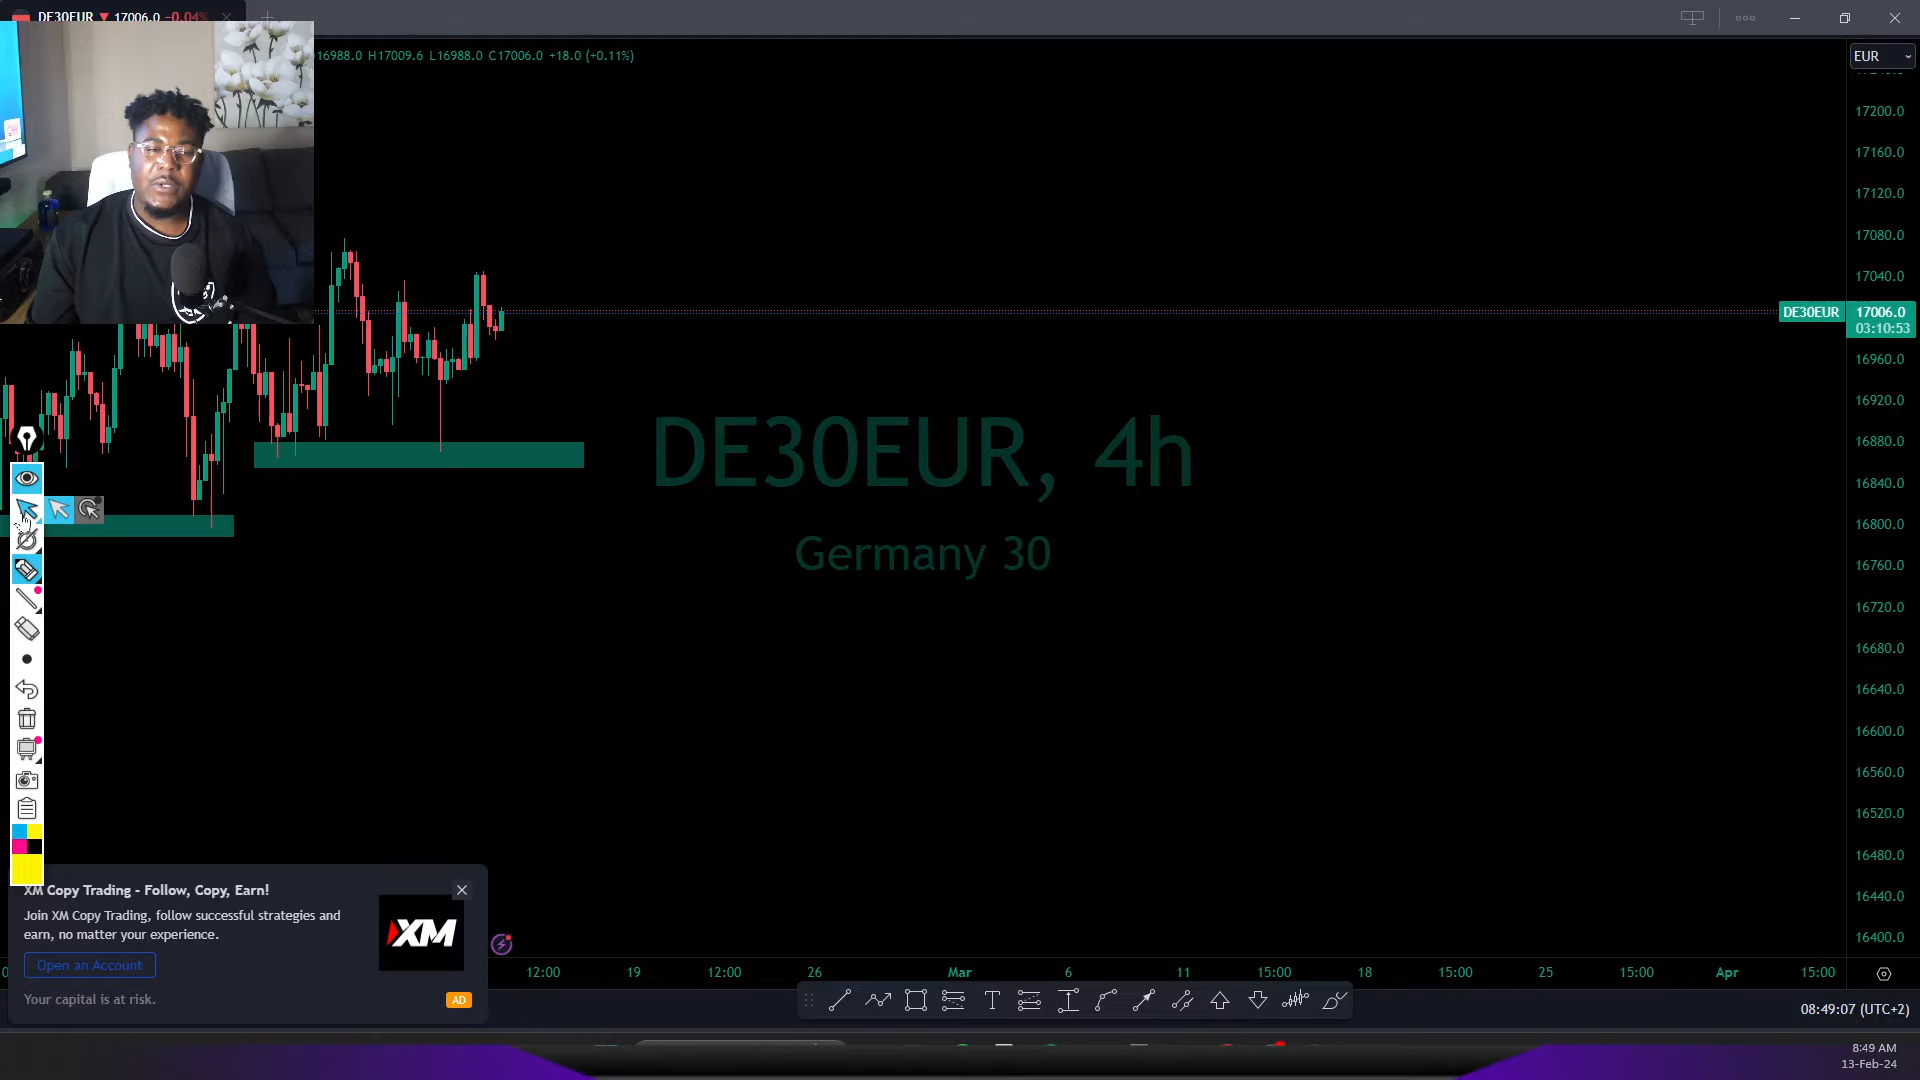 DE30EUR ▼ 17006.0 −0.04%
16988.0 H17009.6 L16988.0 C17006.0 +18.0 (+0.11%)
EUR
17200.0
17160.0
17120.0
17080.0
17040.0
DE30EUR 17006.0
03:10:53
16960.0
16920.0
16880.0
16840.0
16800.0
16760.0
16720.0
16680.0
16640.0
16600.0
16560.0
16520.0
16480.0
16440.0
16400.0
DE30EUR, 4h
Germany 30
XM Copy Trading - Follow, Copy, Earn!
Join XM Copy Trading, follow successful strategies and
earn, no matter your experience.
Open an Account
Your capital is at risk.
XM
AD
12:00 19 12:00 26 Mar 6 11 15:00 18 15:00 25 15:00 Apr 15:00
08:49:07 (UTC+2)
8:49 AM
13-Feb-24